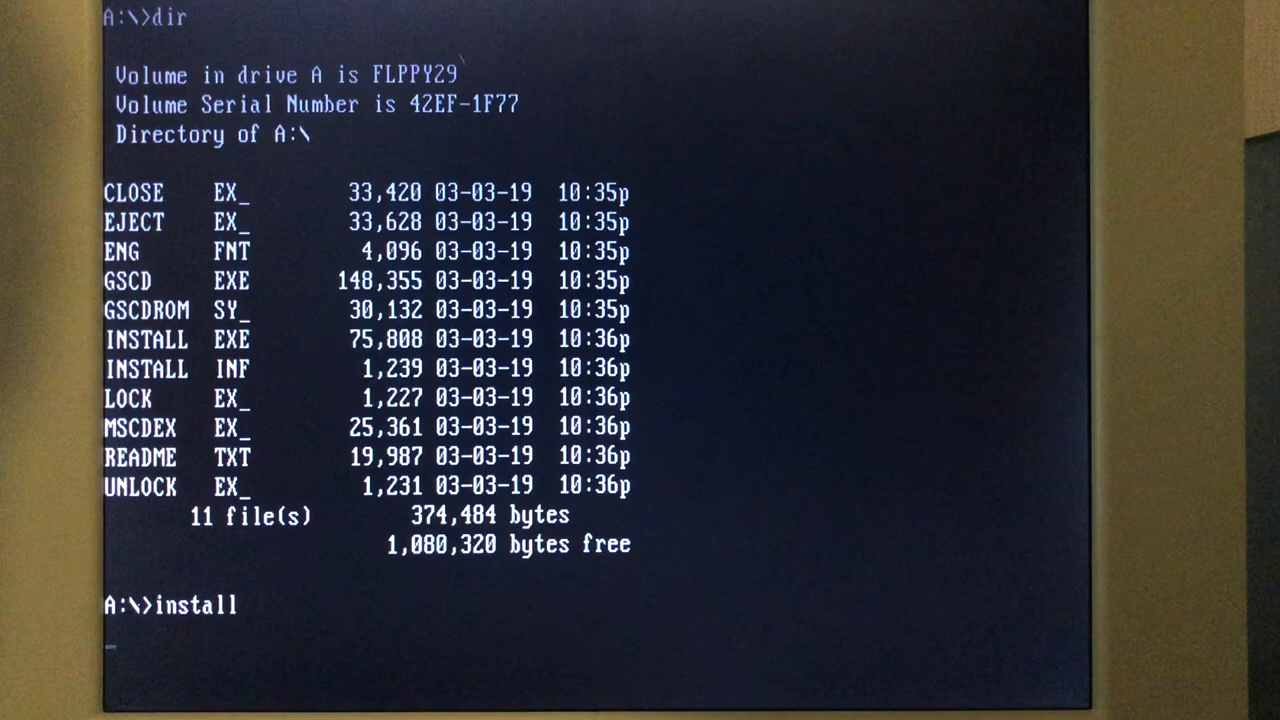 A:\>dir
Volume in drive A is FLPPY29
Volume Serial Number is 42EF-1F77
Directory of A:\
CLOSE    EX_        33,420 03-03-19  10:35p
EJECT    EX_        33,628 03-03-19  10:35p
ENG      FNT         4,096 03-03-19  10:35p
GSCD     EXE       148,355 03-03-19  10:35p
GSCDROM  SY_        30,132 03-03-19  10:35p
INSTALL  EXE        75,808 03-03-19  10:36p
INSTALL  INF         1,239 03-03-19  10:36p
LOCK     EX_         1,227 03-03-19  10:36p
MSCDEX   EX_        25,361 03-03-19  10:36p
README   TXT        19,987 03-03-19  10:36p
UNLOCK   EX_         1,231 03-03-19  10:36p
11 file(s)        374,484 bytes
1,080,320 bytes free
A:\>install
_